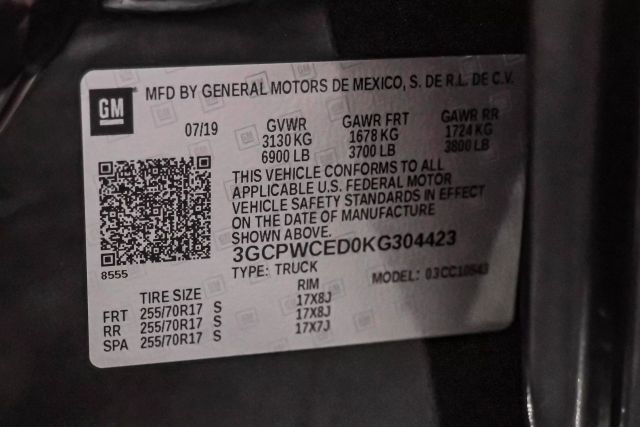 GM MFD BY GENERAL MOTORS DE MEXICO, S. DE R.L. DE C.V.
07/19 GVWR GAWR FRT GAWR RR
3130 KG 1678 KG 1724 KG
6900 LB 3700 LB 3800 LB
THIS VEHICLE CONFORMS TO ALL
APPLICABLE U.S. FEDERAL MOTOR
VEHICLE SAFETY STANDARDS IN EFFECT
ON THE DATE OF MANUFACTURE
SHOWN ABOVE.
3GCPWCED0KG304423
8555
TYPE: TRUCK MODEL: 03CC10543
TIRE SIZE RIM
FRT 255/70R17 S 17X8J
RR 255/70R17 S 17X8J
SPA 255/70R17 S 17X7J